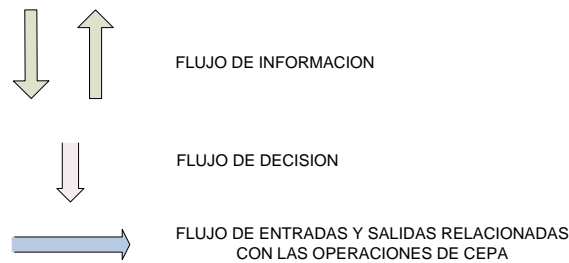 FLUJO DE INFORMACION
FLUJO DE DECISION
FLUJO DE ENTRADAS Y SALIDAS RELACIONADAS
CON LAS OPERACIONES DE CEPA